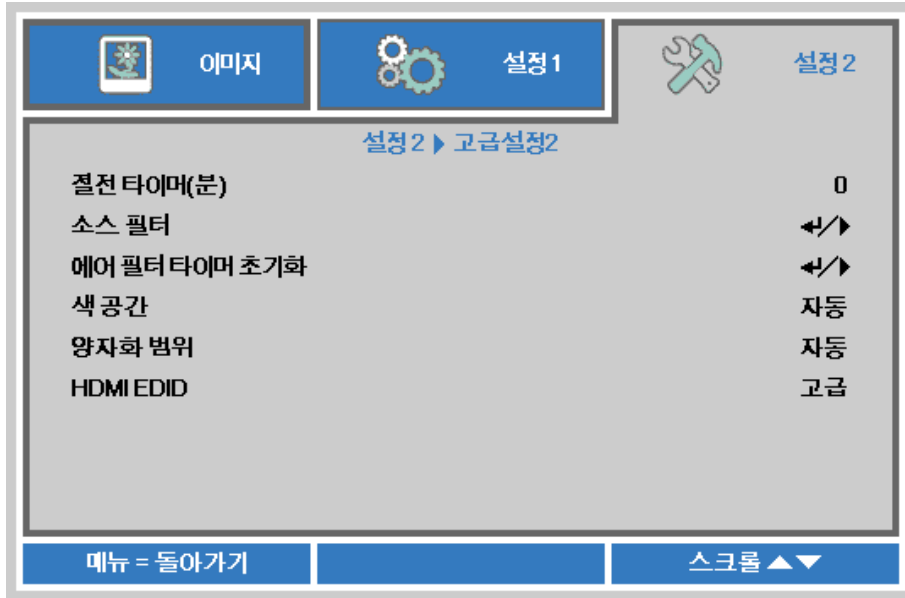 이미지
설정1
설정2
설정2 ▶ 고급설정2
절전 타이머(분) 0
소스 필터 ↵/▶
에어 필터 타이머 초기화 ↵/▶
색 공간 자동
양자화 범위 자동
HDMI EDID 고급
메뉴 = 돌아가기
스크롤 ▲▼